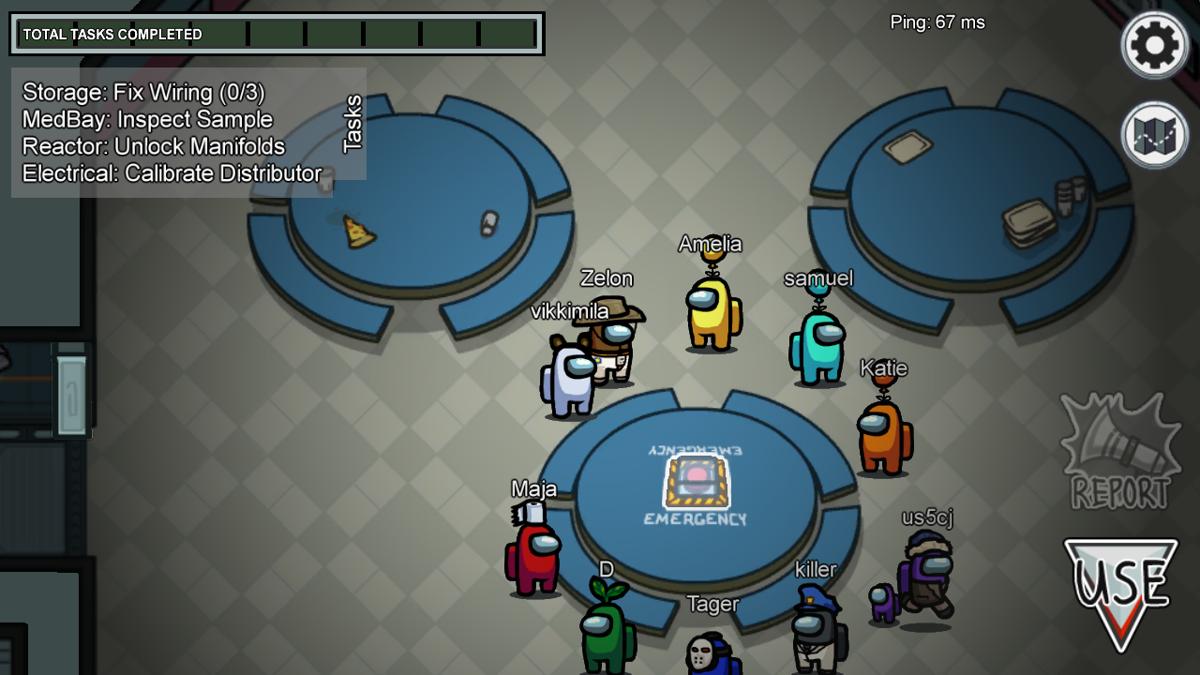 TOTAL TASKS COMPLETED
Ping: 67 ms
Storage: Fix Wiring (0/3)
MedBay: Inspect Sample
Reactor: Unlock Manifolds
Electrical: Calibrate Distributor
Tasks
Amelia
Zelon
samuel
vikkimila
Katie
EMERGENCY
Maja
EMERGENCY
REPORT
us5cj
D
killer
USE
Tager